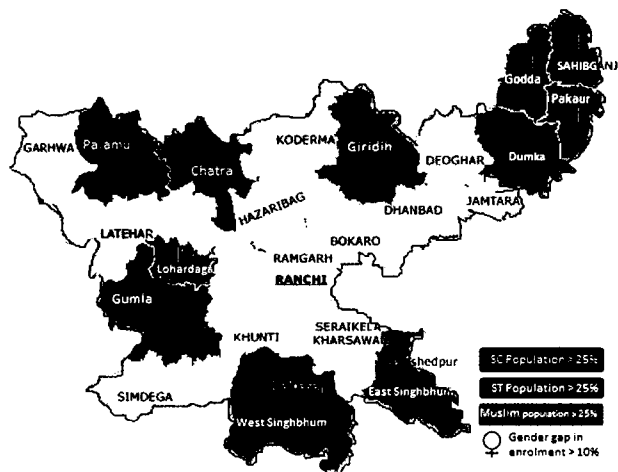 SAHIBGANJ
Godda
Pakaur
GARHWA
Palamu
KODERMA
Giridih
Chatra
DEOGHAR
Dumka
HAZARIBAG
DHANBAD
JAMTARA
LATEHAR
BOKARO
Lohardaga
RAMGARH
RANCHI
Gumla
KHUNTI
SERAIKELA
KHARSAWA
shedpur
SIMDEGA
East Singhbhum
West Singhbhum
SC Population > 25%
ST Population > 25%
Muslim population > 25%
Gender gap in
enrolment > 10%